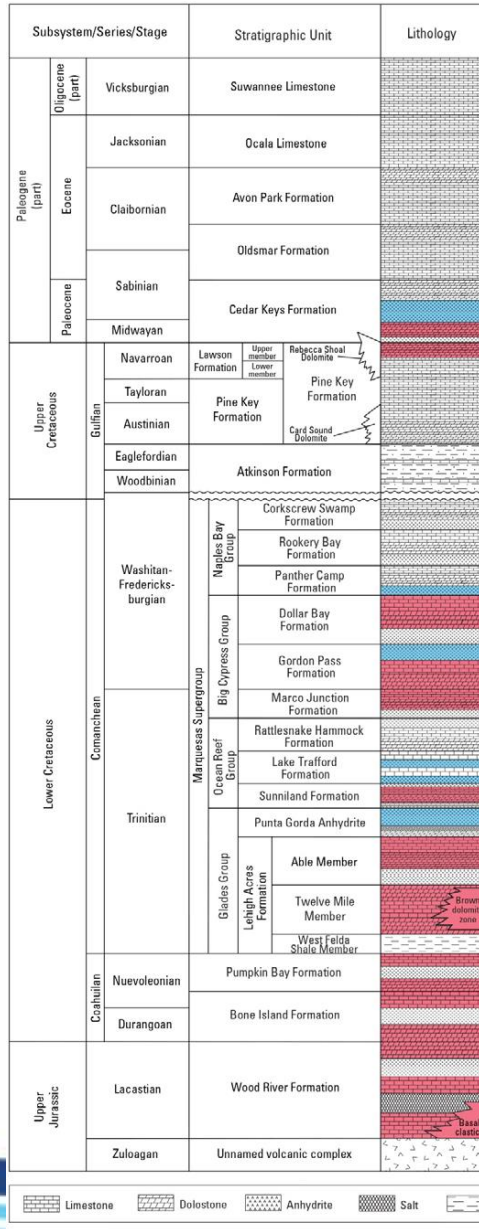 Subsystem/Series/Stage
Stratigraphic Unit
Lithology
Paleogene
(part)
Oligocene
(part)
Vicksburgian
Suwannee Limestone
Eocene
Jacksonian
Ocala Limestone
Claibornian
Avon Park Formation
Oldsmar Formation
Sabinian
Paleocene
Cedar Keys Formation
Midwayan
Upper
Cretaceous
Gulfian
Navarroan
Lawson
Formation
Upper
member
Lower
member
Rebecca Shoal
Dolomite
Pine Key
Formation
Tayloran
Pine Key
Formation
Austinian
Card Sound
Dolomite
Eaglefordian
Atkinson Formation
Woodbinian
Lower Cretaceous
Comanchean
Washitan-
Fredericks-
burgian
Marquesas Supergroup
Naples Bay
Group
Corkscrew Swamp
Formation
Rookery Bay
Formation
Panther Camp
Formation
Big Cypress Group
Dollar Bay
Formation
Gordon Pass
Formation
Marco Junction
Formation
Trinitian
Ocean Reef
Group
Rattlesnake Hammock
Formation
Lake Trafford
Formation
Sunniland Formation
Glades Group
Punta Gorda Anhydrite
Lehigh Acres
Formation
Able Member
Twelve Mile
Member
Brown
dolomite
zone
West Felda
Shale Member
Coahuilan
Nuevoleonian
Pumpkin Bay Formation
Durangoan
Bone Island Formation
Upper
Jurassic
Lacastian
Wood River Formation
Basal
clastic
Zuloagan
Unnamed volcanic complex
Limestone
Dolostone
Anhydrite
Salt